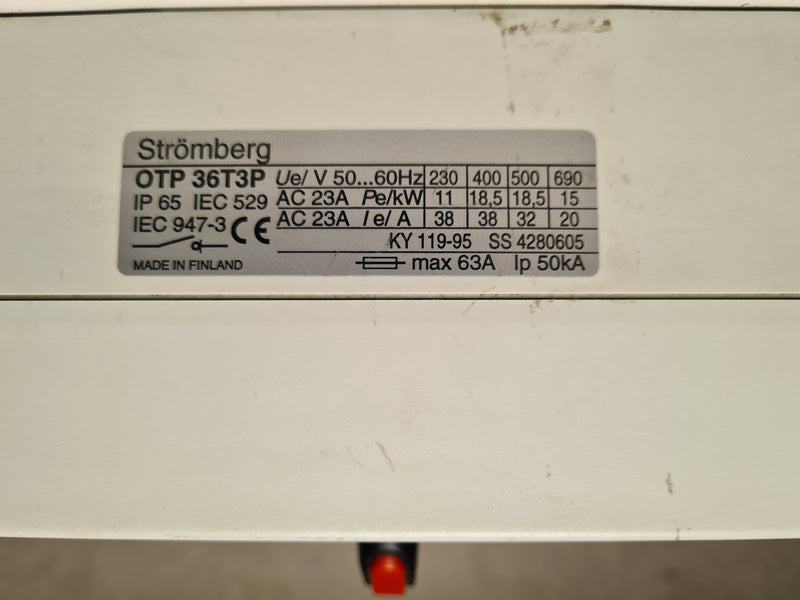 Strömberg
OTP 36T3P Ue/ V 50...60Hz 230 400 500 690
IP 65 IEC 529 AC 23A Pe/kW 11 18,5 18,5 15
IEC 947-3 CE AC 23A Ie/ A 38 38 32 20
KY 119-95 SS 4280605
MADE IN FINLAND max 63A Ip 50kA